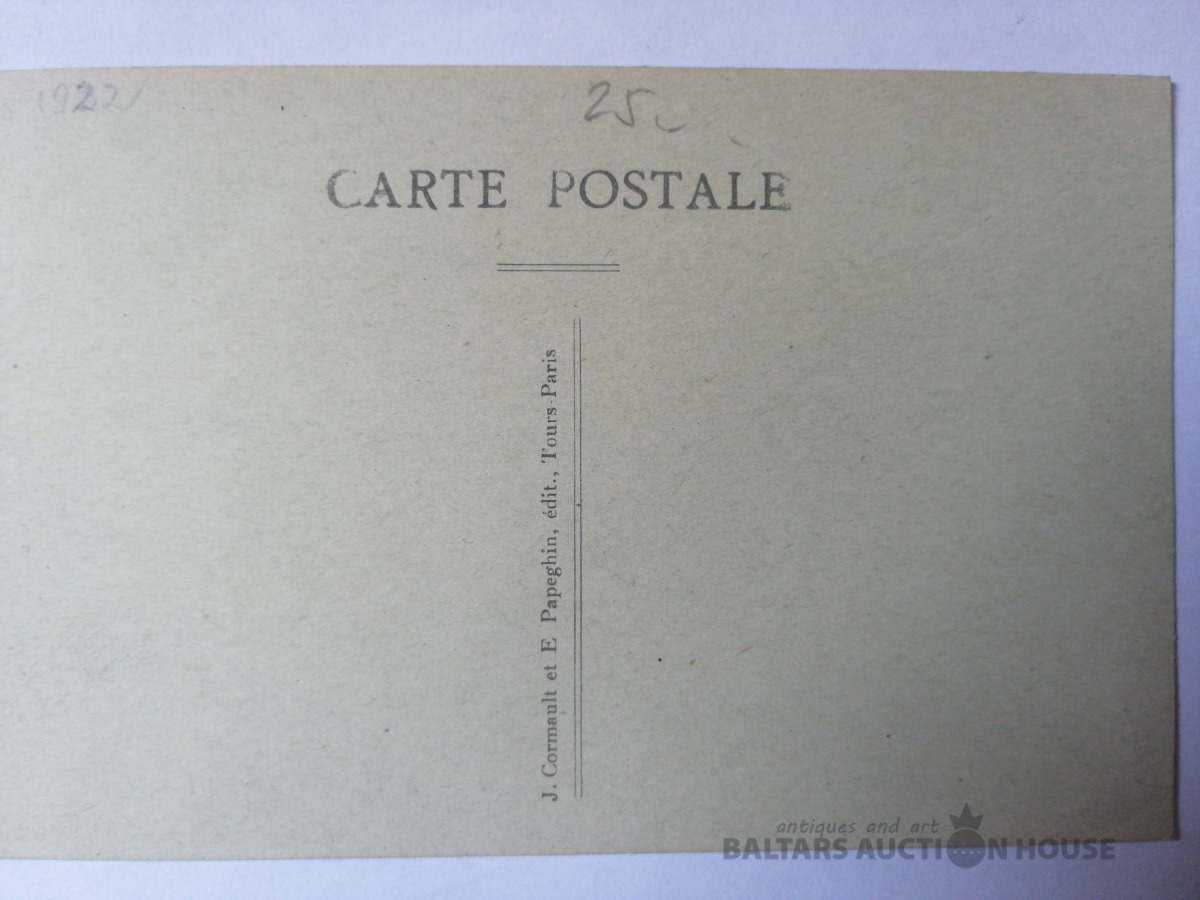 1922
25
CARTE POSTALE
J. Cormault et E Papeghin, édit., Tours-Paris
antiques and art
BALTARS AUCTION HOUSE